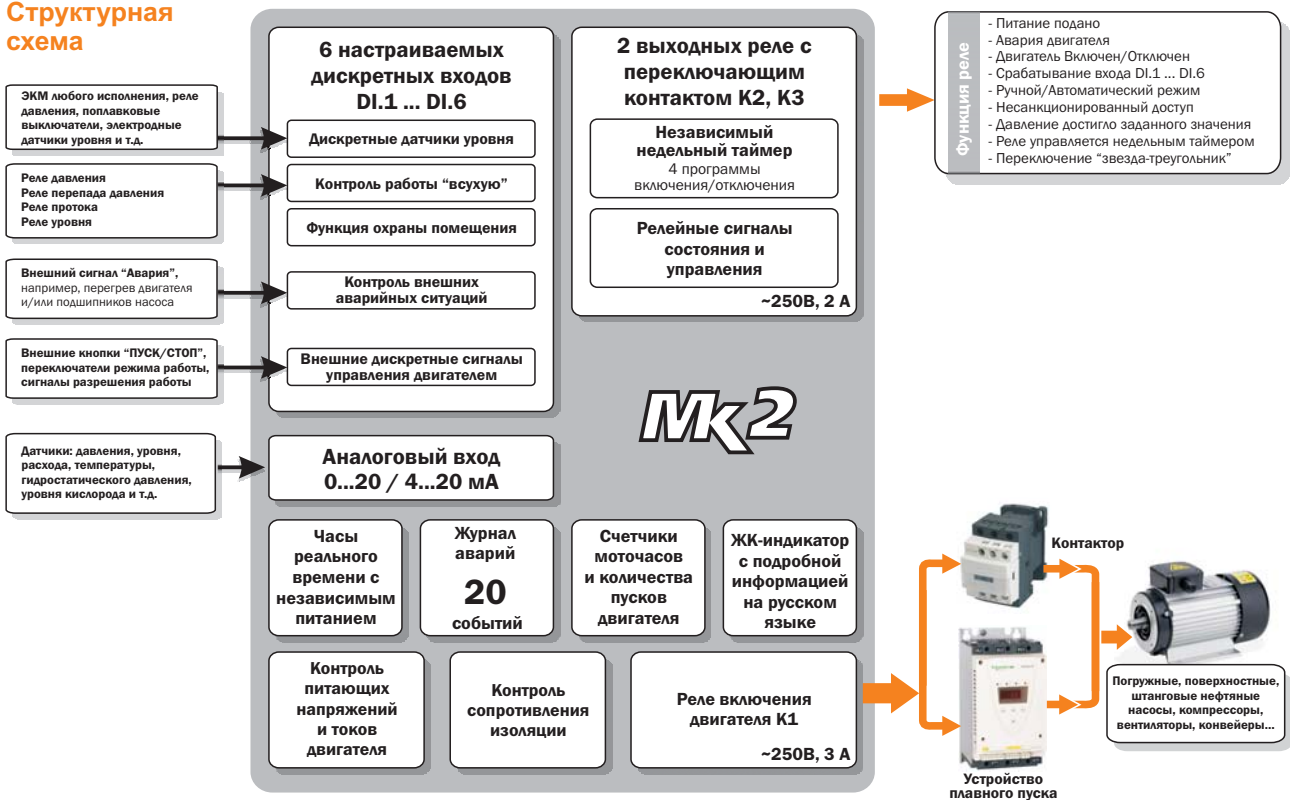 Структурная
схема
ЭКМ любого исполнения, реле
давления, поплавковые
выключатели, электродные
датчики уровня и т.д.
Реле давления
Реле перепада давления
Реле протока
Реле уровня
Внешний сигнал “Авария”,
например, перегрев двигателя
и/или подшипников насоса
Внешние кнопки “ПУСК/СТОП”,
переключатели режима работы,
сигналы разрешения работы
Датчики: давления, уровня,
расхода, температуры,
гидростатического давления,
уровня кислорода и т.д.
6 настраиваемых
дискретных входов
DI.1 ... DI.6
Дискретные датчики уровня
Контроль работы “всухую”
Функция охраны помещения
Контроль внешних
аварийных ситуаций
Внешние дискретные сигналы
управления двигателем
2 выходных реле с
переключающим
контактом К2, К3
Независимый
недельный таймер
4 программы
включения/отключения
Релейные сигналы
состояния и
управления
~250В, 2 А
Функция реле
- Питание подано
- Авария двигателя
- Двигатель Включен/Отключен
- Срабатывание входа DI.1 ... DI.6
- Ручной/Автоматический режим
- Несанкционированный доступ
- Давление достигло заданного значения
- Реле управляется недельным таймером
- Переключение “звезда-треугольник”
Мк2
Аналоговый вход
0...20 / 4...20 мА
Часы
реального
времени с
независимым
питанием
Журнал
аварий
20
событий
Счетчики
моточасов
и количества
пусков
двигателя
ЖК-индикатор
с подробной
информацией
на русском
языке
Контроль
питающих
напряжений
и токов
двигателя
Контроль
сопротивления
изоляции
Реле включения
двигателя К1
~250В, 3 А
Контактор
Устройство
плавного пуска
Погружные, поверхностные,
штанговые нефтяные
насосы, компрессоры,
вентиляторы, конвейеры...